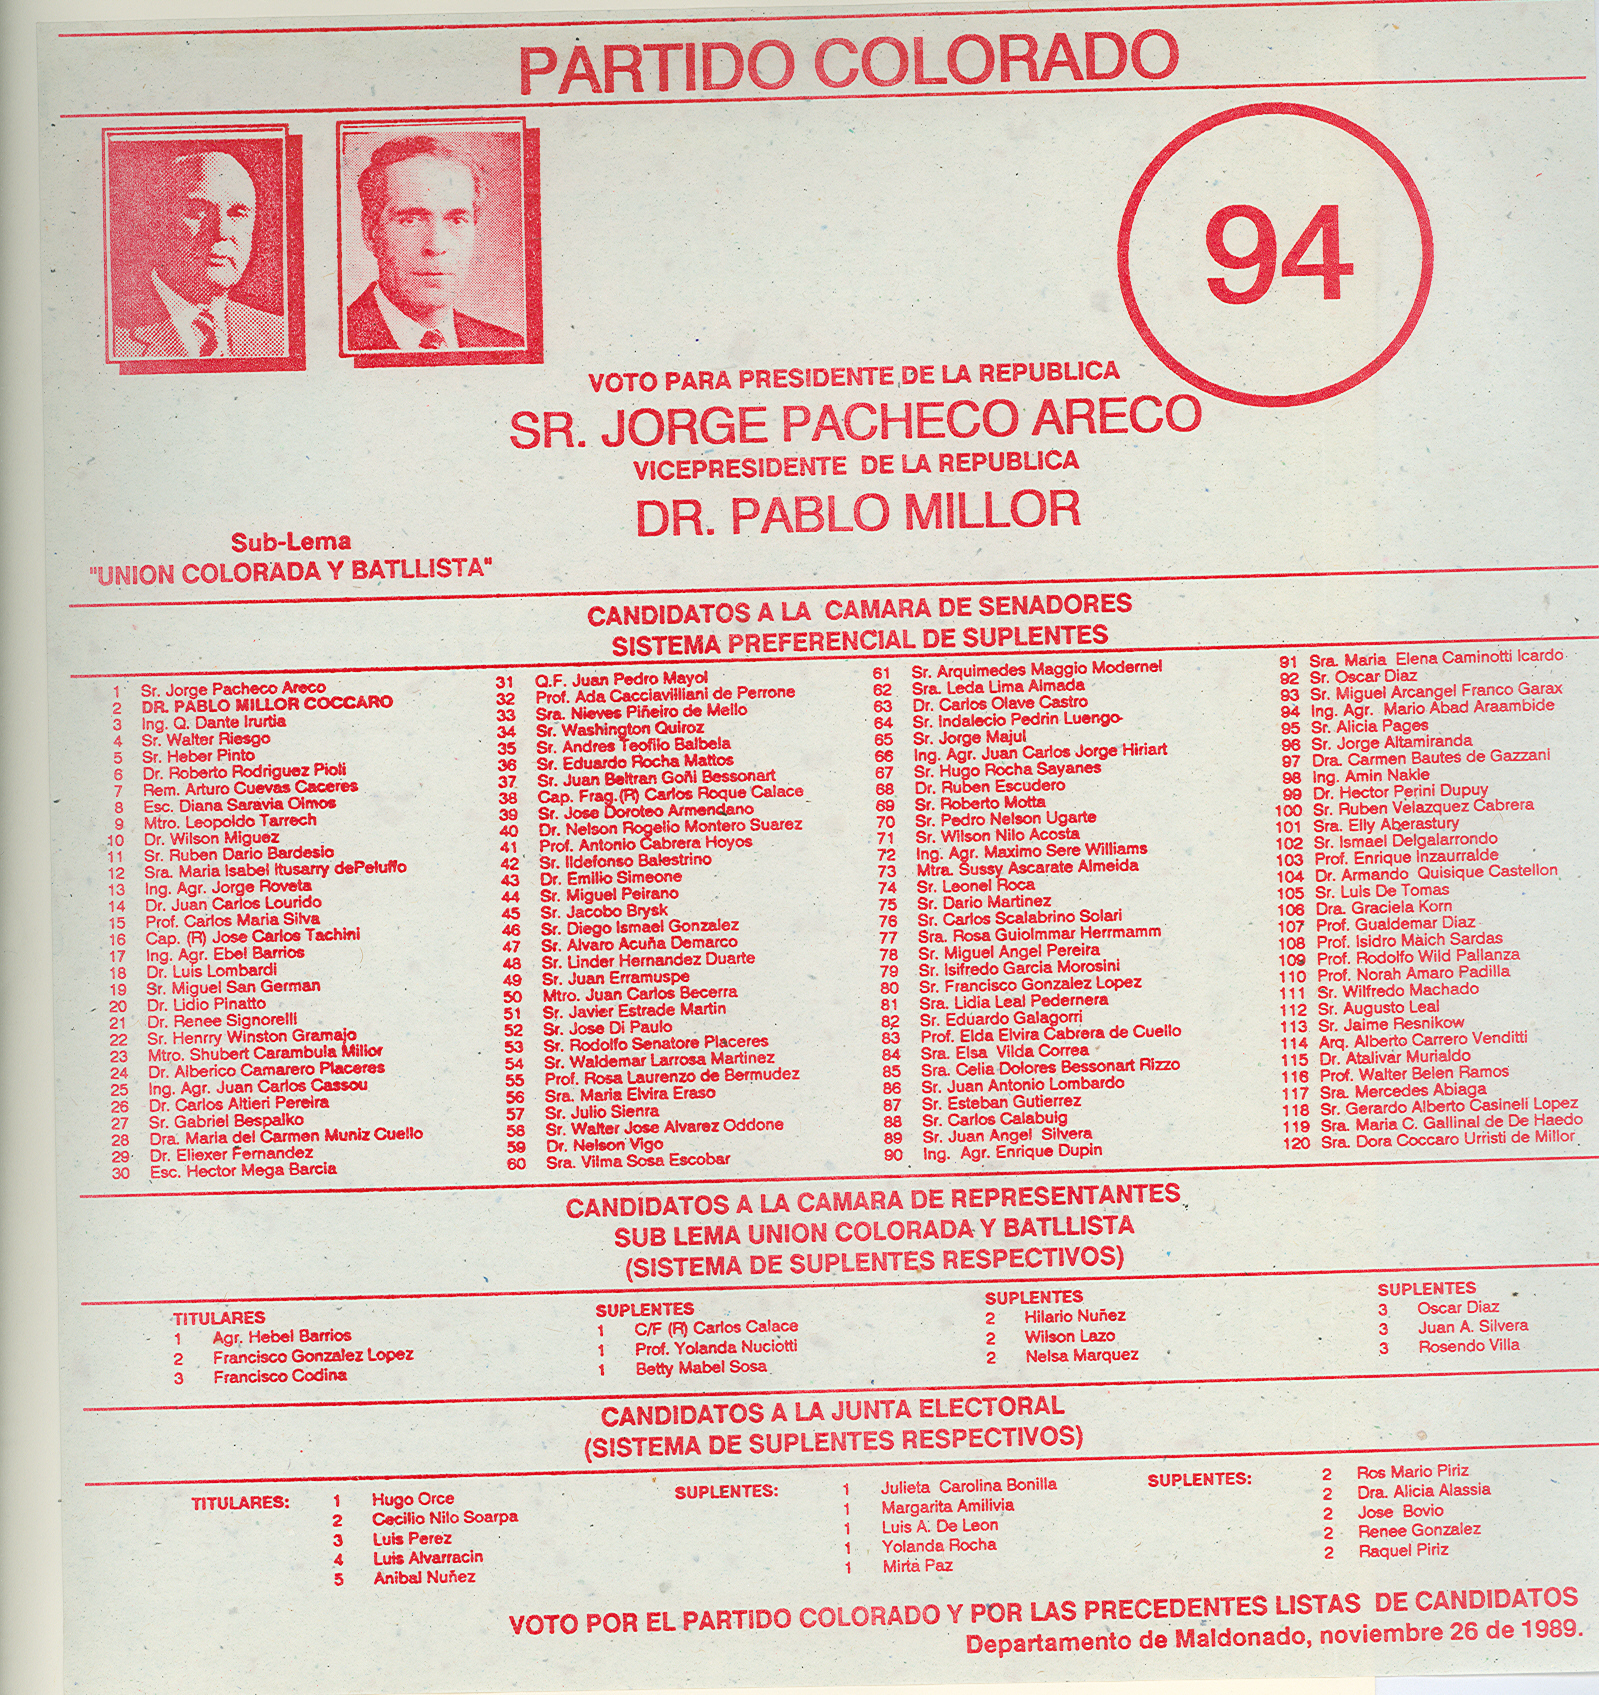 PARTIDO COLORADO
94
VOTO PARA PRESIDENTE DE LA REPUBLICA
SR. JORGE PACHECO ARECO
VICEPRESIDENTE DE LA REPUBLICA
DR. PABLO MILLOR
Sub-Lema
"UNION COLORADA Y BATLLISTA"
CANDIDATOS A LA CAMARA DE SENADORES
SISTEMA PREFERENCIAL DE SUPLENTES
1 Sr. Jorge Pacheco Areco
2 DR. PABLO MILLOR COCCARO
3 Ing. Q. Dante Irurtia
4 Sr. Walter Riesgo
5 Sr. Heber Pinto
6 Dr. Roberto Rodriguez Pioli
7 Rem. Arturo Cuevas Caceres
8 Esc. Diana Saravia Olmos
9 Mtro. Leopoldo Tarrech
10 Dr. Wilson Miguez
11 Sr. Ruben Dario Bardesio
12 Sra. Maria Isabel Itusarry dePeluffo
13 Ing. Agr. Jorge Roveta
14 Dr. Juan Carlos Lourido
15 Prof. Carlos Maria Silva
16 Cap. (R) Jose Carlos Tachini
17 Ing. Agr. Ebel Barrios
18 Dr. Luis Lombardi
19 Sr. Miguel San German
20 Dr. Lidio Pinatto
21 Dr. Renee Signorelli
22 Sr. Henrry Winston Gramajo
23 Mtro. Shubert Carambula Millor
24 Dr. Alberico Camarero Placeres
25 Ing. Agr. Juan Carlos Cassou
26 Dr. Carlos Altieri Pereira
27 Sr. Gabriel Bespalko
28 Dra. Maria del Carmen Muniz Cuello
29 Dr. Eliexer Fernandez
30 Esc. Hector Mega Barcia
31 Q.F. Juan Pedro Mayol
32 Prof. Ada Cacciavilliani de Perrone
33 Sra. Nieves Piñeiro de Mello
34 Sr. Washington Quiroz
35 Sr. Andres Teofilo Balbela
36 Sr. Eduardo Rocha Mattos
37 Sr. Juan Beltran Goñi Bessonart
38 Cap. Frag.(R) Carlos Roque Calace
39 Sr. Jose Doroteo Armendano
40 Dr. Nelson Rogelio Montero Suarez
41 Prof. Antonio Cabrera Hoyos
42 Sr. Ildefonso Balestrino
43 Dr. Emilio Simeone
44 Sr. Miguel Peirano
45 Sr. Jacobo Brysk
46 Sr. Diego Ismael Gonzalez
47 Sr. Alvaro Acuña Demarco
48 Sr. Linder Hernandez Duarte
49 Sr. Juan Erramuspe
50 Mtro. Juan Carlos Becerra
51 Sr. Javier Estrade Martin
52 Sr. Jose Di Paulo
53 Sr. Rodolfo Senatore Placeres
54 Sr. Waldemar Larrosa Martinez
55 Prof. Rosa Laurenzo de Bermudez
56 Sra. Maria Elvira Eraso
57 Sr. Julio Sienra
58 Sr. Walter Jose Alvarez Oddone
59 Dr. Nelson Vigo
60 Sra. Vilma Sosa Escobar
61 Sr. Arquimedes Maggio Modernel
62 Sra. Leda Lima Almada
63 Dr. Carlos Olave Castro
64 Sr. Indalecio Pedrin Luengo
65 Sr. Jorge Majul
66 Ing. Agr. Juan Carlos Jorge Hiriart
67 Sr. Hugo Rocha Sayanes
68 Dr. Ruben Escudero
69 Sr. Roberto Motta
70 Sr. Pedro Nelson Ugarte
71 Sr. Wilson Nilo Acosta
72 Ing. Agr. Maximo Sere Williams
73 Mtra. Sussy Ascarate Almeida
74 Sr. Leonel Roca
75 Sr. Dario Martinez
76 Sr. Carlos Scalabrino Solari
77 Sra. Rosa Guiolmmar Herrmamm
78 Sr. Miguel Angel Pereira
79 Sr. Isifredo Garcia Morosini
80 Sr. Francisco Gonzalez Lopez
81 Sra. Lidia Leal Pedernera
82 Sr. Eduardo Galagorri
83 Prof. Elda Elvira Cabrera de Cuello
84 Sra. Elsa Vilda Correa
85 Sra. Celia Dolores Bessonart Rizzo
86 Sr. Juan Antonio Lombardo
87 Sr. Esteban Gutierrez
88 Sr. Carlos Calabuig
89 Sr. Juan Angel Silvera
90 Ing. Agr. Enrique Dupin
91 Sra. Maria Elena Caminotti Icardo
92 Sr. Oscar Diaz
93 Sr. Miguel Arcangel Franco Garax
94 Ing. Agr. Mario Abad Araambide
95 Sr. Alicia Pages
96 Sr. Jorge Altamiranda
97 Dra. Carmen Bautes de Gazzani
98 Ing. Amin Nakle
99 Dr. Hector Perini Dupuy
100 Sr. Ruben Velazquez Cabrera
101 Sra. Elly Aberastury
102 Sr. Ismael Delgalarrondo
103 Prof. Enrique Inzaurralde
104 Dr. Armando Quisique Castellon
105 Sr. Luis De Tomas
106 Dra. Graciela Korn
107 Prof. Gualdemar Diaz
108 Prof. Isidro Maich Sardas
109 Prof. Rodolfo Wild Pallanza
110 Prof. Norah Amaro Padilla
111 Sr. Wilfredo Machado
112 Sr. Augusto Leal
113 Sr. Jaime Resnikow
114 Arq. Alberto Carrero Venditti
115 Dr. Atalivar Murialdo
116 Prof. Walter Belen Ramos
117 Sra. Mercedes Abiaga
118 Sr. Gerardo Alberto Casineli Lopez
119 Sra. Maria C. Gallinal de De Haedo
120 Sra. Dora Coccaro Urristi de Millor
CANDIDATOS A LA CAMARA DE REPRESENTANTES
SUB LEMA UNION COLORADA Y BATLLISTA
(SISTEMA DE SUPLENTES RESPECTIVOS)
TITULARES
1 Agr. Hebel Barrios
2 Francisco Gonzalez Lopez
3 Francisco Codina
SUPLENTES
1 C/F (R) Carlos Calace
1 Prof. Yolanda Nuciotti
1 Betty Mabel Sosa
SUPLENTES
2 Hilario Nuñez
2 Wilson Lazo
2 Nelsa Marquez
SUPLENTES
3 Oscar Diaz
3 Juan A. Silvera
3 Rosendo Villa
CANDIDATOS A LA JUNTA ELECTORAL
(SISTEMA DE SUPLENTES RESPECTIVOS)
TITULARES:
1 Hugo Orce
2 Cecilio Nilo Soarpa
3 Luis Perez
4 Luis Alvarracin
5 Anibal Nuñez
SUPLENTES:
1 Julieta Carolina Bonilla
1 Margarita Amilivia
1 Luis A. De Leon
1 Yolanda Rocha
1 Mirta Paz
SUPLENTES:
2 Ros Mario Piriz
2 Dra. Alicia Alassia
2 Jose Bovio
2 Renee Gonzalez
2 Raquel Piriz
VOTO POR EL PARTIDO COLORADO Y POR LAS PRECEDENTES LISTAS DE CANDIDATOS
Departamento de Maldonado, noviembre 26 de 1989.